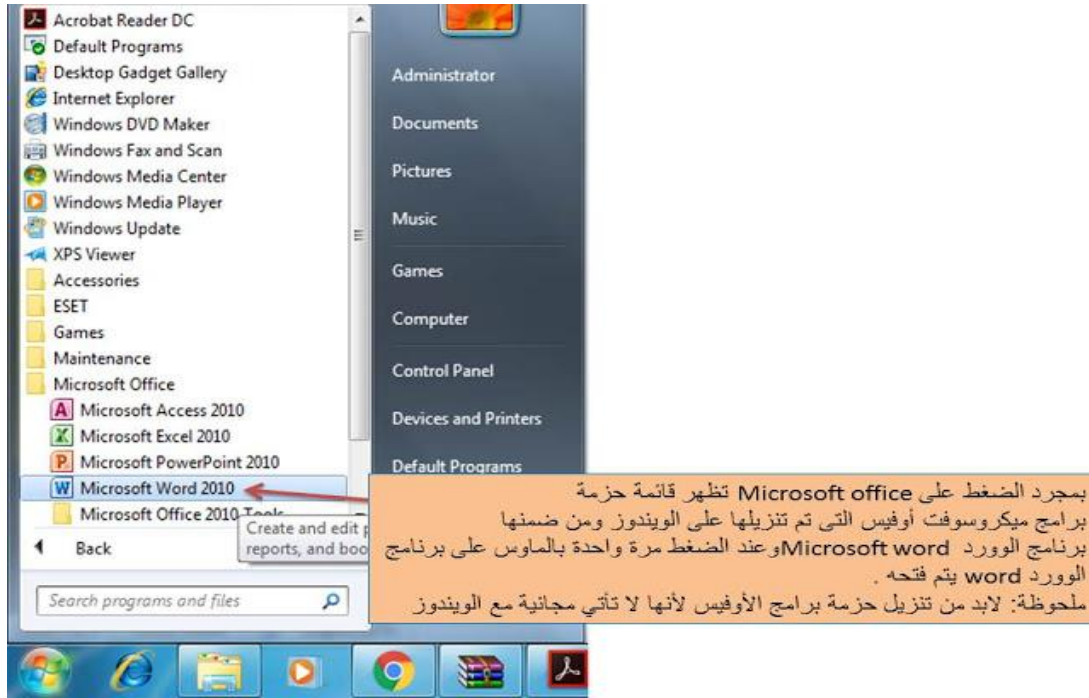 Acrobat Reader DC
Default Programs
Desktop Gadget Gallery
Internet Explorer
Windows DVD Maker
Windows Fax and Scan
Windows Media Center
Windows Media Player
Windows Update
XPS Viewer
Accessories
ESET
Games
Maintenance
Microsoft Office
Microsoft Access 2010
Microsoft Excel 2010
Microsoft PowerPoint 2010
Microsoft Word 2010
Microsoft Office 2010 Tools
Create and edit
reports, and
Back
Search programs and files
Administrator
Documents
Pictures
Music
Games
Computer
Control Panel
Devices and Printers
Default Programs
بمجرد الضغط على Microsoft office تظهر قائمة حزمة
برامج ميكروسوفت أوفيس التى تم تنزيلها على الويندوز ومن ضمنها
برنامج الوورد Microsoft wordوعند الضغط مرة واحدة بالماوس على برنامج
الوورد word يتم فتحه .
ملحوظة: لابد من تنزيل حزمة برامج الأوفيس لأنها لا تأتي مجانية مع الويندوز